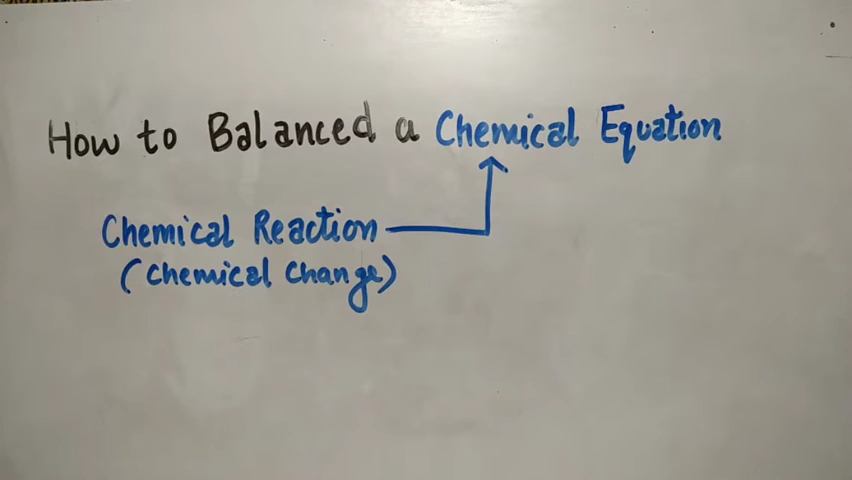 How to Balanced a Chemical Equation
Chemical Reaction
(Chemical Change)